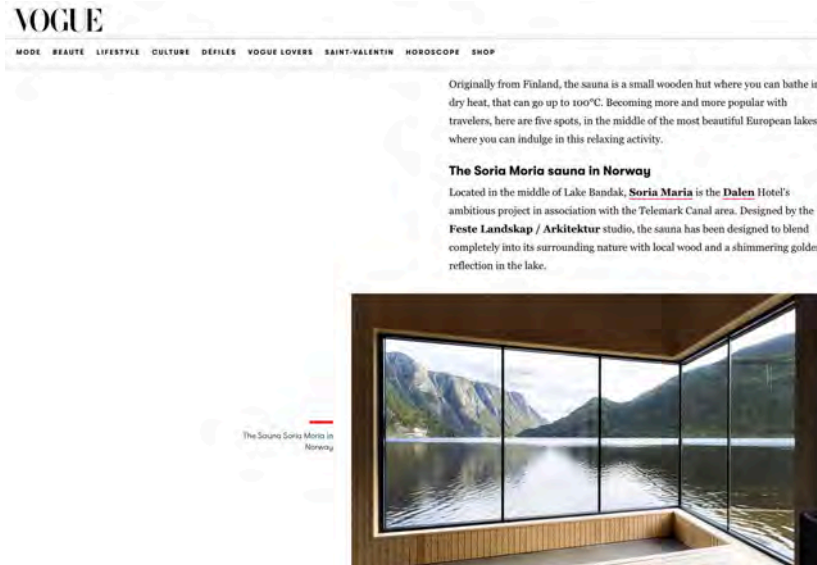 VOGUE
MODE BEAUTÉ LIFESTYLE CULTURE DÉFILÉS VOGUE LOVERS SAINT-VALENTIN HOROSCOPE SHOP
Originally from Finland, the sauna is a small wooden hut where you can bathe in
dry heat, that can go up to 100°C. Becoming more and more popular with
travelers, here are five spots, in the middle of the most beautiful European lakes
where you can indulge in this relaxing activity.
The Soria Moria sauna in Norway
Located in the middle of Lake Bandak, Soria Maria is the Dalen Hotel's
ambitious project in association with the Telemark Canal area. Designed by the
Feste Landskap / Arkitektur studio, the sauna has been designed to blend
completely into its surrounding nature with local wood and a shimmering golden
reflection in the lake.
The Sauna Soria Moria in
Norway